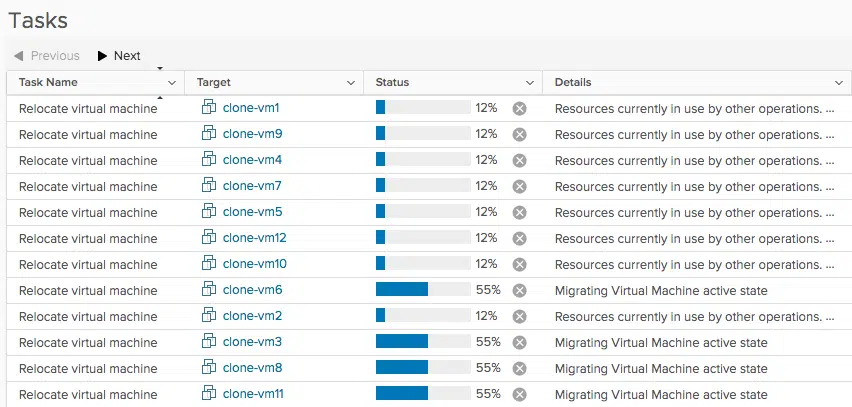 Tasks
Previous Next
Task Name Target Status Details
Relocate virtual machine clone-vm1 12% Resources currently in use by other operations. ...
Relocate virtual machine clone-vm9 12% Resources currently in use by other operations. ...
Relocate virtual machine clone-vm4 12% Resources currently in use by other operations. ...
Relocate virtual machine clone-vm7 12% Resources currently in use by other operations. ...
Relocate virtual machine clone-vm5 12% Resources currently in use by other operations. ...
Relocate virtual machine clone-vm12 12% Resources currently in use by other operations. ...
Relocate virtual machine clone-vm10 12% Resources currently in use by other operations. ...
Relocate virtual machine clone-vm6 55% Migrating Virtual Machine active state
Relocate virtual machine clone-vm2 12% Resources currently in use by other operations. ...
Relocate virtual machine clone-vm3 55% Migrating Virtual Machine active state
Relocate virtual machine clone-vm8 55% Migrating Virtual Machine active state
Relocate virtual machine clone-vm11 55% Migrating Virtual Machine active state